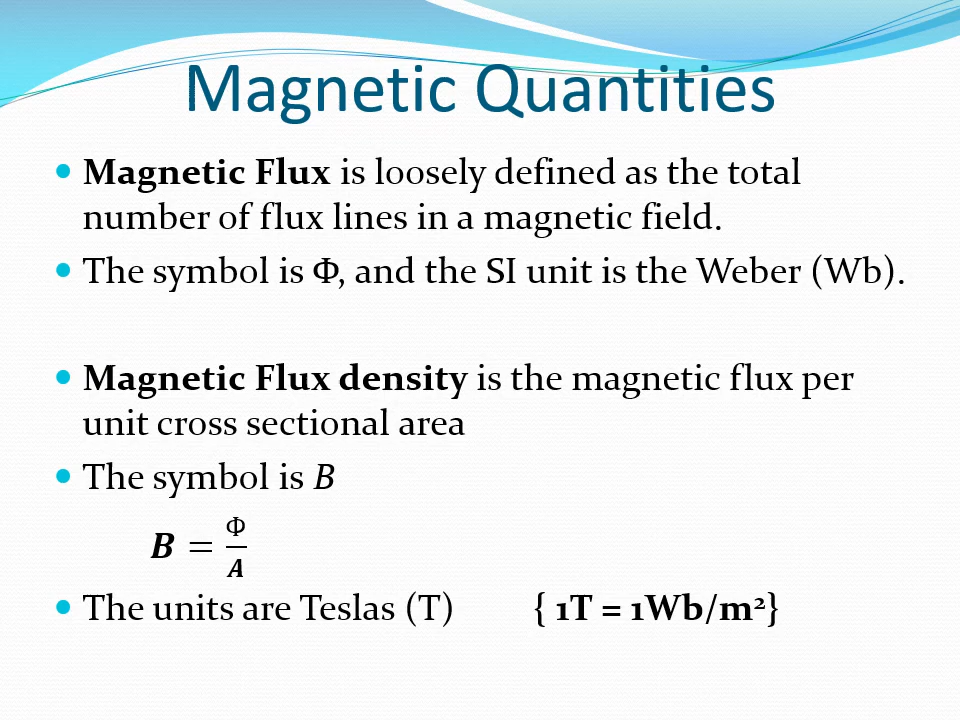 Magnetic Quantities
• Magnetic Flux is loosely defined as the total
number of flux lines in a magnetic field.
• The symbol is Φ, and the SI unit is the Weber (Wb).
• Magnetic Flux density is the magnetic flux per
unit cross sectional area
• The symbol is B
B = Φ/A
• The units are Teslas (T) { 1T = 1Wb/m²}